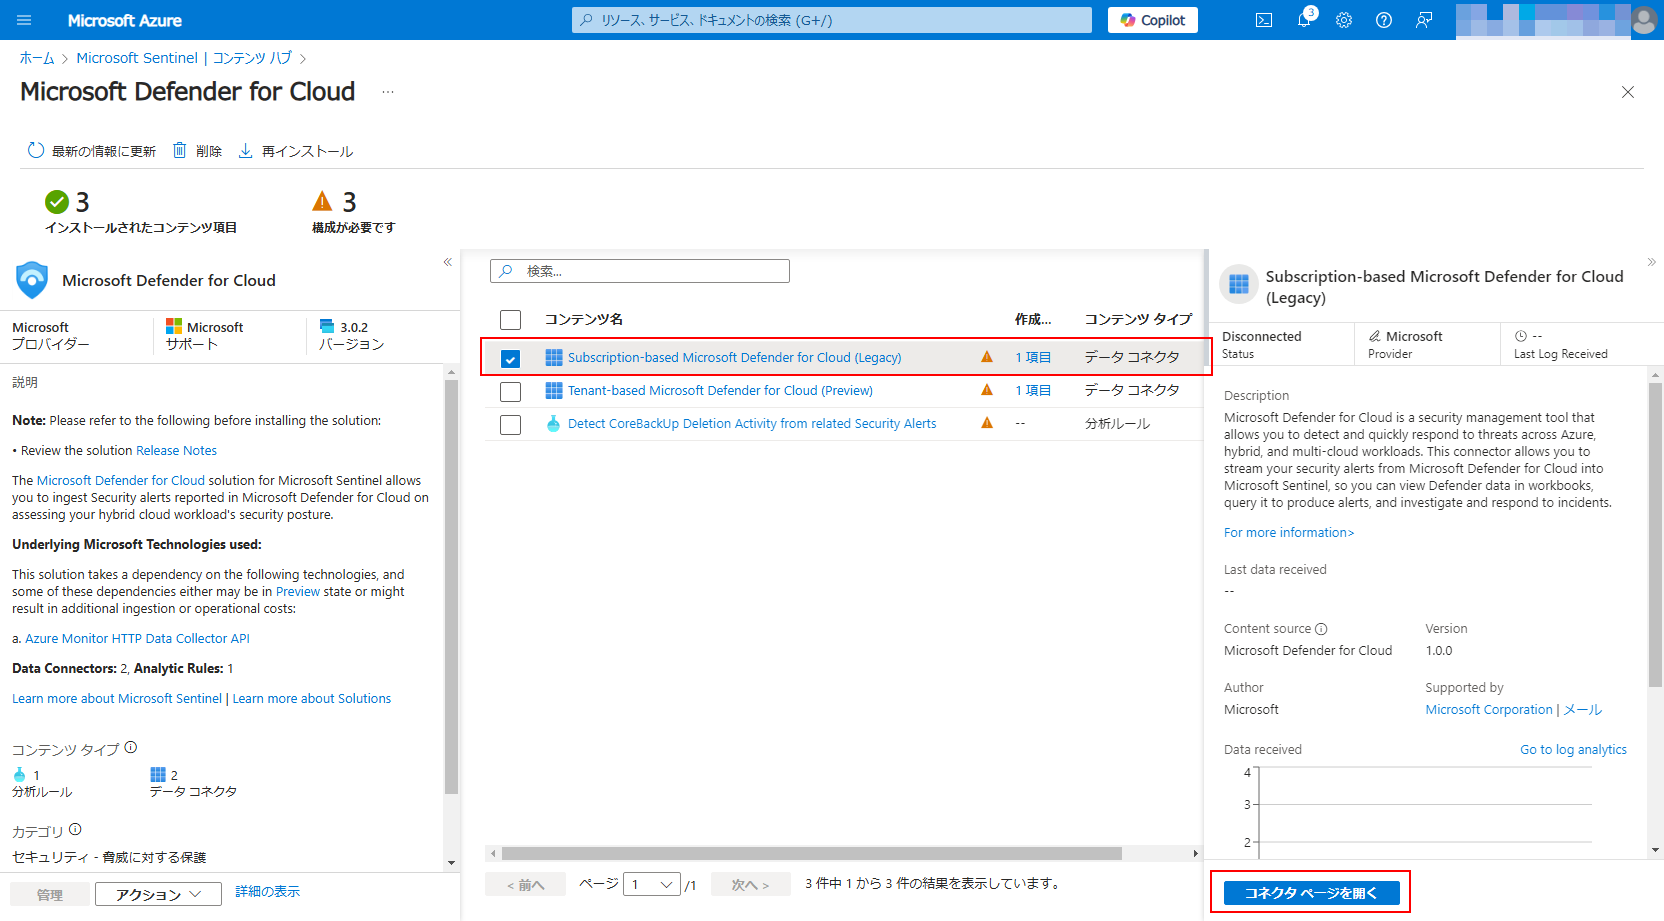 Microsoft Azure
リソース、サービス、ドキュメントの検索 (G+/)
Copilot
3
ホーム > Microsoft Sentinel | コンテンツ ハブ >
Microsoft Defender for Cloud ...
最新の情報に更新 削除 再インストール
3
インストールされたコンテンツ項目
3
構成が必要です
Microsoft Defender for Cloud
Microsoft
プロバイダー
Microsoft
サポート
3.0.2
バージョン
説明
Note: Please refer to the following before installing the solution:
• Review the solution Release Notes
The Microsoft Defender for Cloud solution for Microsoft Sentinel allows
you to ingest Security alerts reported in Microsoft Defender for Cloud on
assessing your hybrid cloud workload's security posture.
Underlying Microsoft Technologies used:
This solution takes a dependency on the following technologies, and
some of these dependencies either may be in Preview state or might
result in additional ingestion or operational costs:
a. Azure Monitor HTTP Data Collector API
Data Connectors: 2, Analytic Rules: 1
Learn more about Microsoft Sentinel | Learn more about Solutions
コンテンツ タイプ
1
分析ルール
2
データ コネクタ
カテゴリ
セキュリティ - 脅威に対する保護
管理 アクション 詳細の表示
検索...
コンテンツ名 作成... コンテンツ タイプ
Subscription-based Microsoft Defender for Cloud (Legacy) 1 項目 データ コネクタ
Tenant-based Microsoft Defender for Cloud (Preview) 1 項目 データ コネクタ
Detect CoreBackUp Deletion Activity from related Security Alerts -- 分析ルール
< 前へ ページ 1 /1 次へ > 3 件中 1 から 3 件の結果を表示しています。
Subscription-based Microsoft Defender for Cloud
(Legacy)
Disconnected
Status
Microsoft
Provider
--
Last Log Received
Description
Microsoft Defender for Cloud is a security management tool that
allows you to detect and quickly respond to threats across Azure,
hybrid, and multi-cloud workloads. This connector allows you to
stream your security alerts from Microsoft Defender for Cloud into
Microsoft Sentinel, so you can view Defender data in workbooks,
query it to produce alerts, and investigate and respond to incidents.
For more information>
Last data received
--
Content source Version
Microsoft Defender for Cloud 1.0.0
Author Supported by
Microsoft Microsoft Corporation | メール
Data received Go to log analytics
4
3
2
コネクタ ページを開く